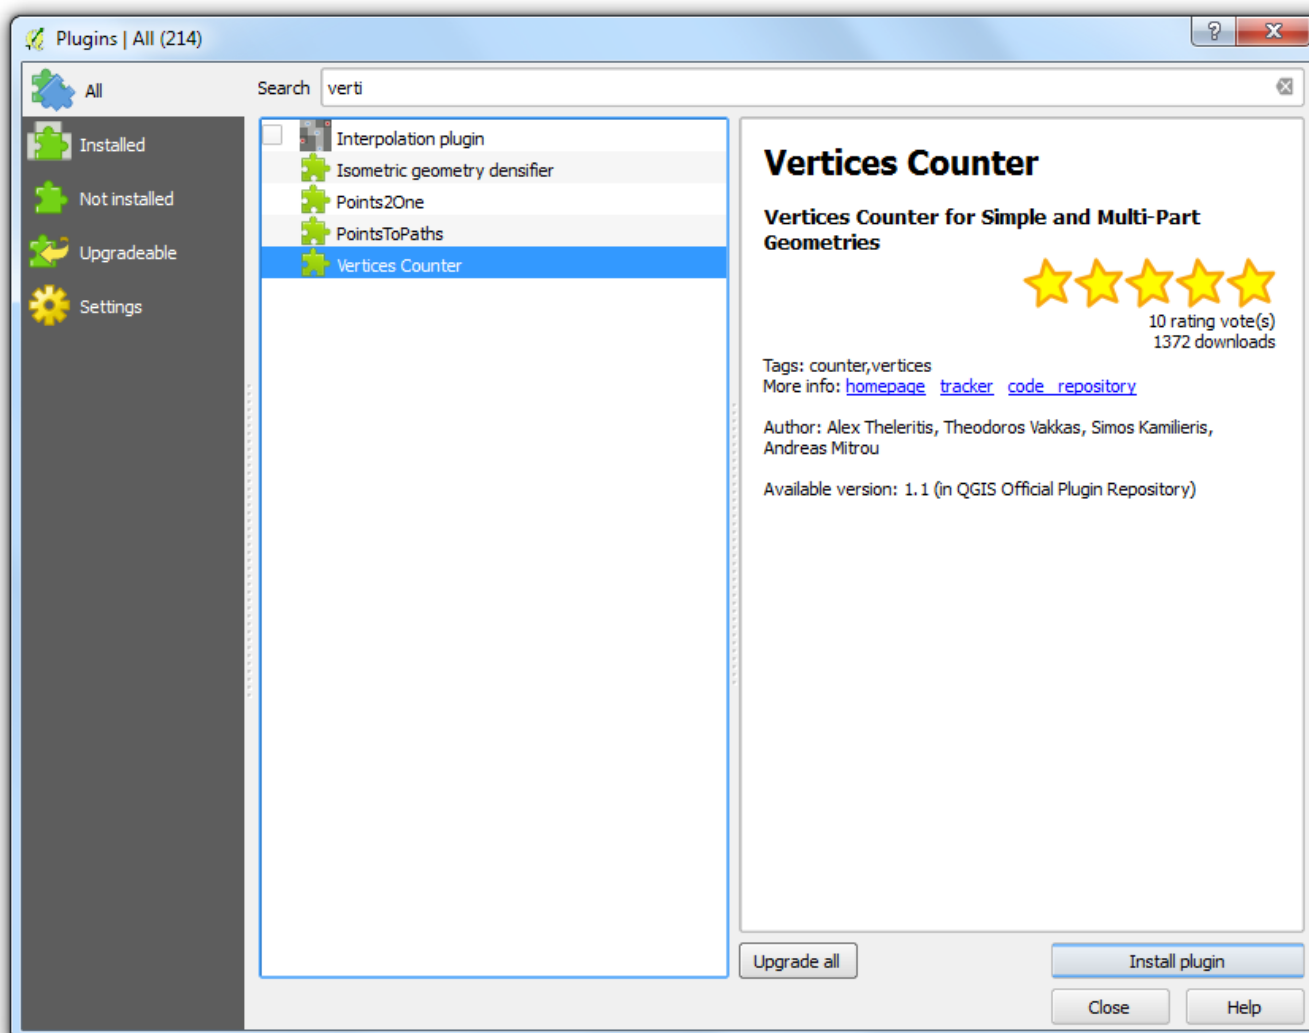 Plugins | All (214)
All
Search verti
Installed
Not installed
Upgradeable
Settings
Interpolation plugin
Isometric geometry densifier
Points2One
PointsToPaths
Vertices Counter
Vertices Counter
Vertices Counter for Simple and Multi-Part
Geometries
10 rating vote(s)
1372 downloads
Tags: counter,vertices
More info: homepage tracker code_repository
Author: Alex Theleritis, Theodoros Vakkas, Simos Kamilieris,
Andreas Mitrou
Available version: 1.1 (in QGIS Official Plugin Repository)
Upgrade all
Install plugin
Close
Help